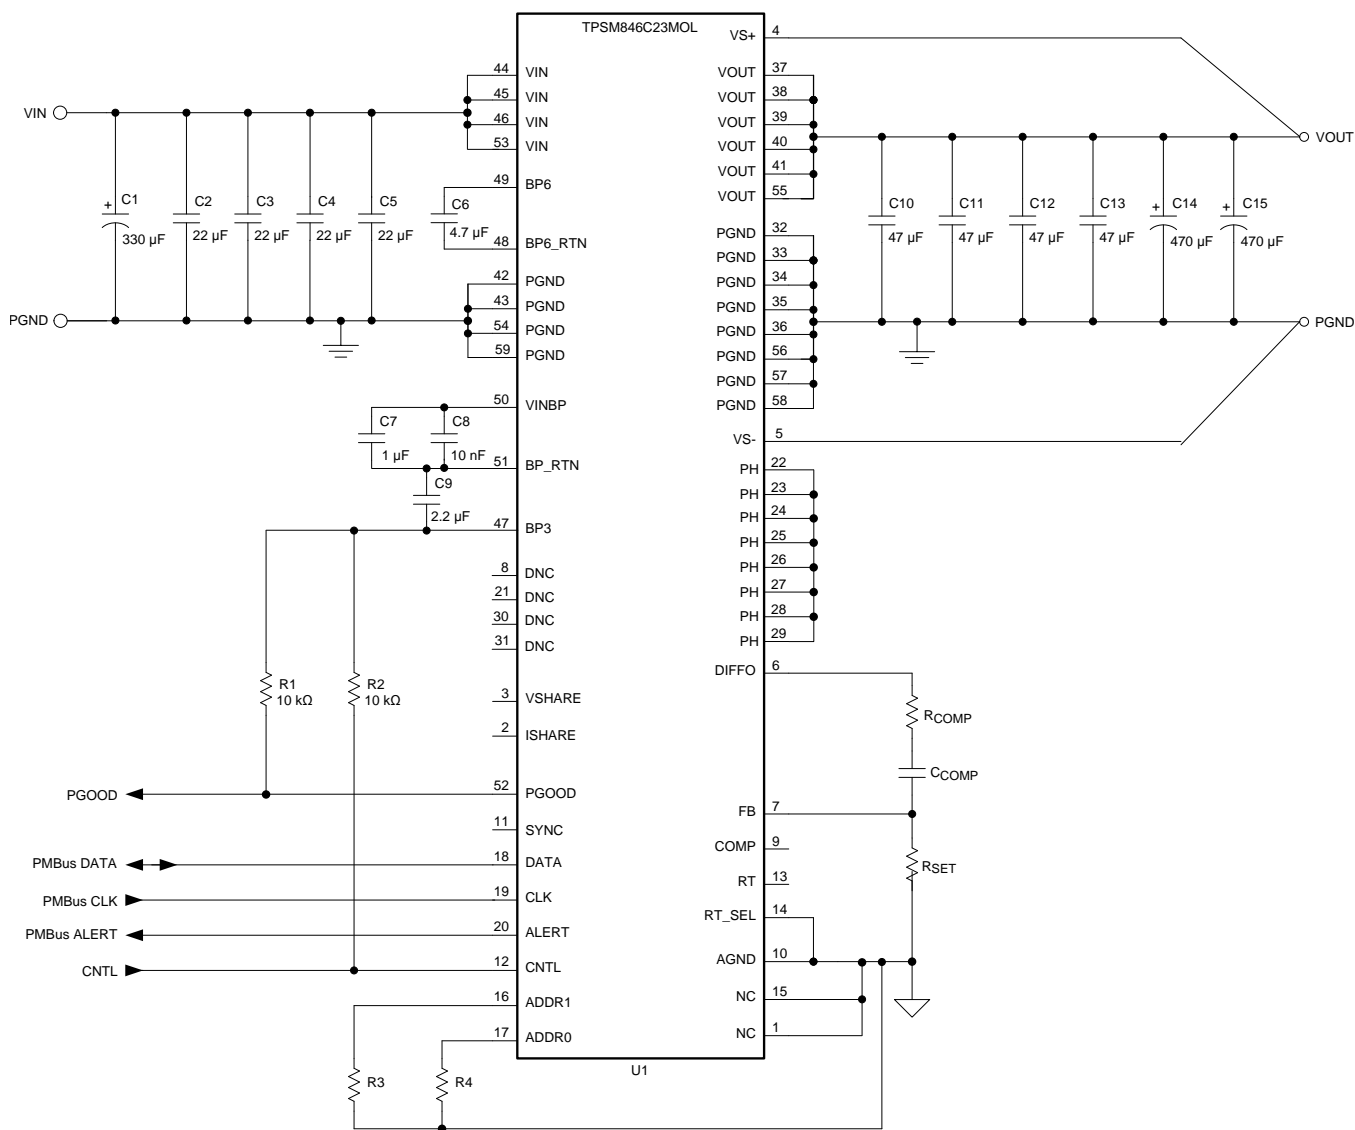 TPSM846C23MOL
VS+ 4
44 VIN
45 VIN
46 VIN
53 VIN
VIN
49 BP6
48 BP6_RTN
C6
4.7 µF
+ C1
330 µF
C2
22 µF
C3
22 µF
C4
22 µF
C5
22 µF
42 PGND
43 PGND
54 PGND
59 PGND
PGND
VOUT 37
VOUT 38
VOUT 39
VOUT 40
VOUT 41
VOUT 55
VOUT
PGND 32
PGND 33
PGND 34
PGND 35
PGND 36
PGND 56
PGND 57
PGND 58
C10
47 µF
C11
47 µF
C12
47 µF
C13
47 µF
+ C14
470 µF
+ C15
470 µF
PGND
50 VINBP
C7
1 µF
C8
10 nF
51 BP_RTN
C9
2.2 µF
47 BP3
VS- 5
PH 22
PH 23
PH 24
PH 25
PH 26
PH 27
PH 28
PH 29
8 DNC
21 DNC
30 DNC
31 DNC
R1
10 kΩ
R2
10 kΩ
3 VSHARE
2 ISHARE
DIFFO 6
RCOMP
CCOMP
PGOOD 52 PGOOD
11 SYNC
PMBus DATA 18 DATA
PMBus CLK 19 CLK
PMBus ALERT 20 ALERT
CNTL 12 CNTL
16 ADDR1
17 ADDR0
R3
R4
FB 7
COMP 9
RSET
RT 13
RT_SEL 14
AGND 10
NC 15
NC 1
U1